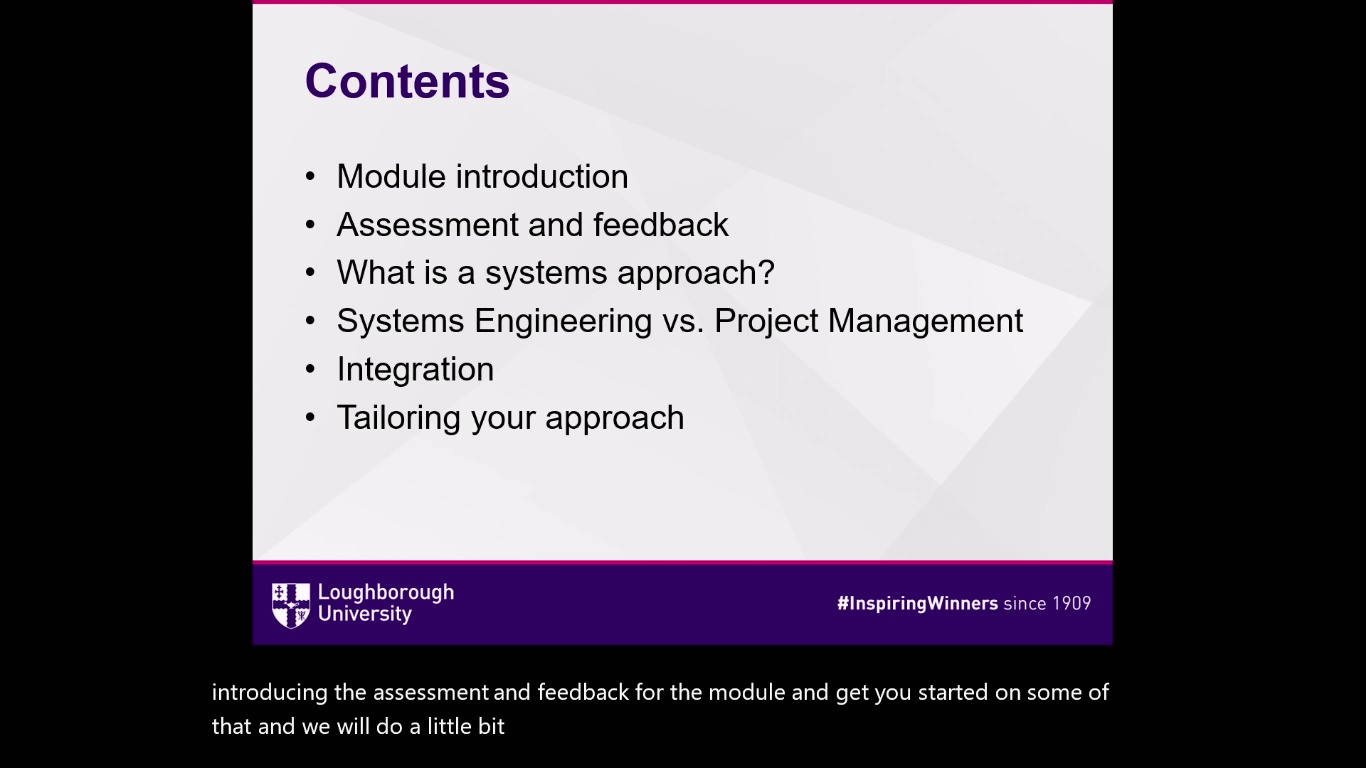 Contents
• Module introduction
• Assessment and feedback
• What is a systems approach?
• Systems Engineering vs. Project Management
• Integration
• Tailoring your approach
Loughborough
University
#InspiringWinners since 1909
introducing the assessment and feedback for the module and get you started on some of
that and we will do a little bit